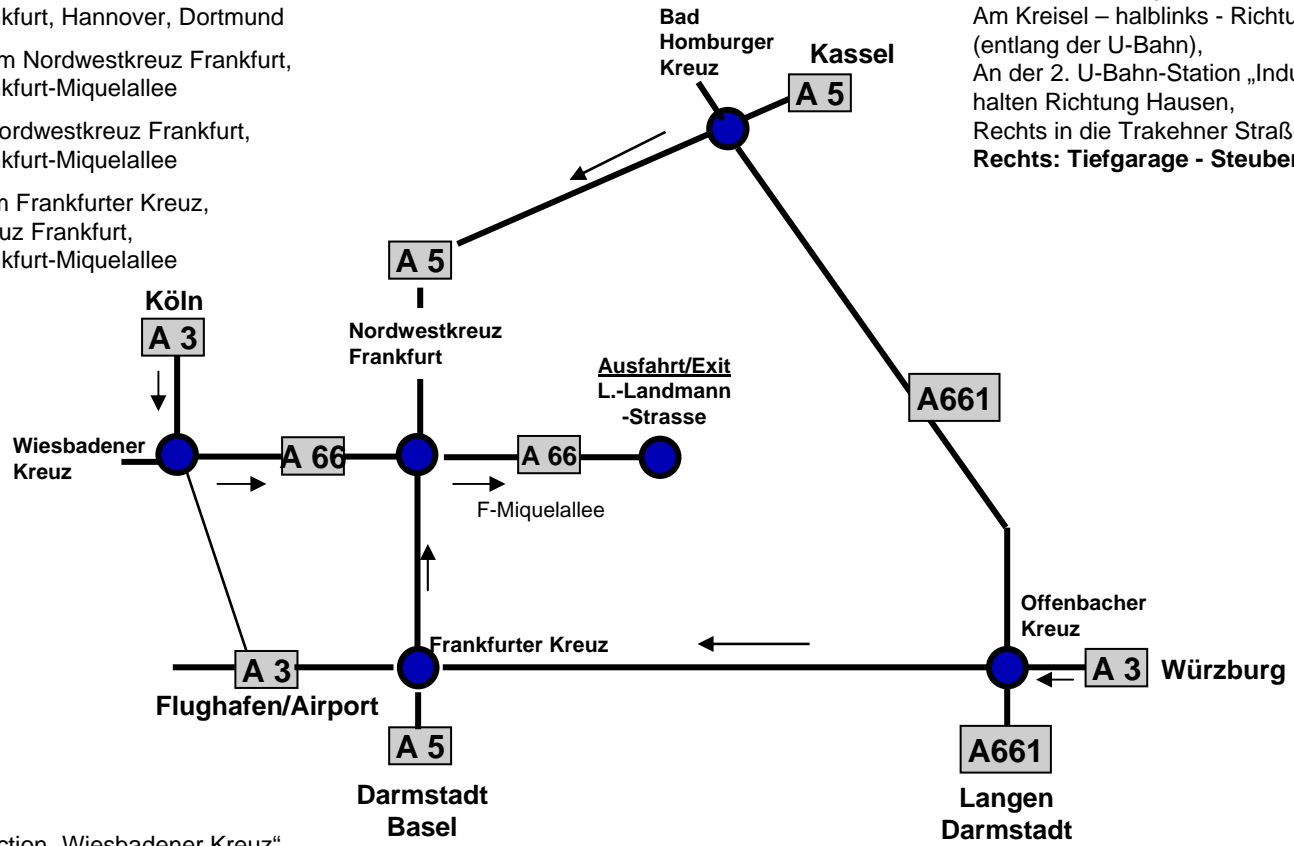 kfurt, Hannover, Dortmund
m Nordwestkreuz Frankfurt,
kfurt-Miquelallee
ordwestkreuz Frankfurt,
kfurt-Miquelallee
m Frankfurter Kreuz,
uz Frankfurt,
kfurt-Miquelallee
Am Kreisel – halblinks - Richtu
(entlang der U-Bahn),
An der 2. U-Bahn-Station „Indu
halten Richtung Hausen,
Rechts in die Trakehner Straß
Rechts: Tiefgarage - Steuben
Bad
Homburger
Kreuz
Kassel
A 5
A 5
Köln
A 3
Nordwestkreuz
Frankfurt
Ausfahrt/Exit
L.-Landmann
-Strasse
A661
Wiesbadener
Kreuz
A 66
A 66
F-Miquelallee
Offenbacher
Kreuz
Frankfurter Kreuz
A 3
A 3
Würzburg
Flughafen/Airport
A 5
A661
Darmstadt
Basel
Langen
Darmstadt
ction „Wiesbadener Kreuz“